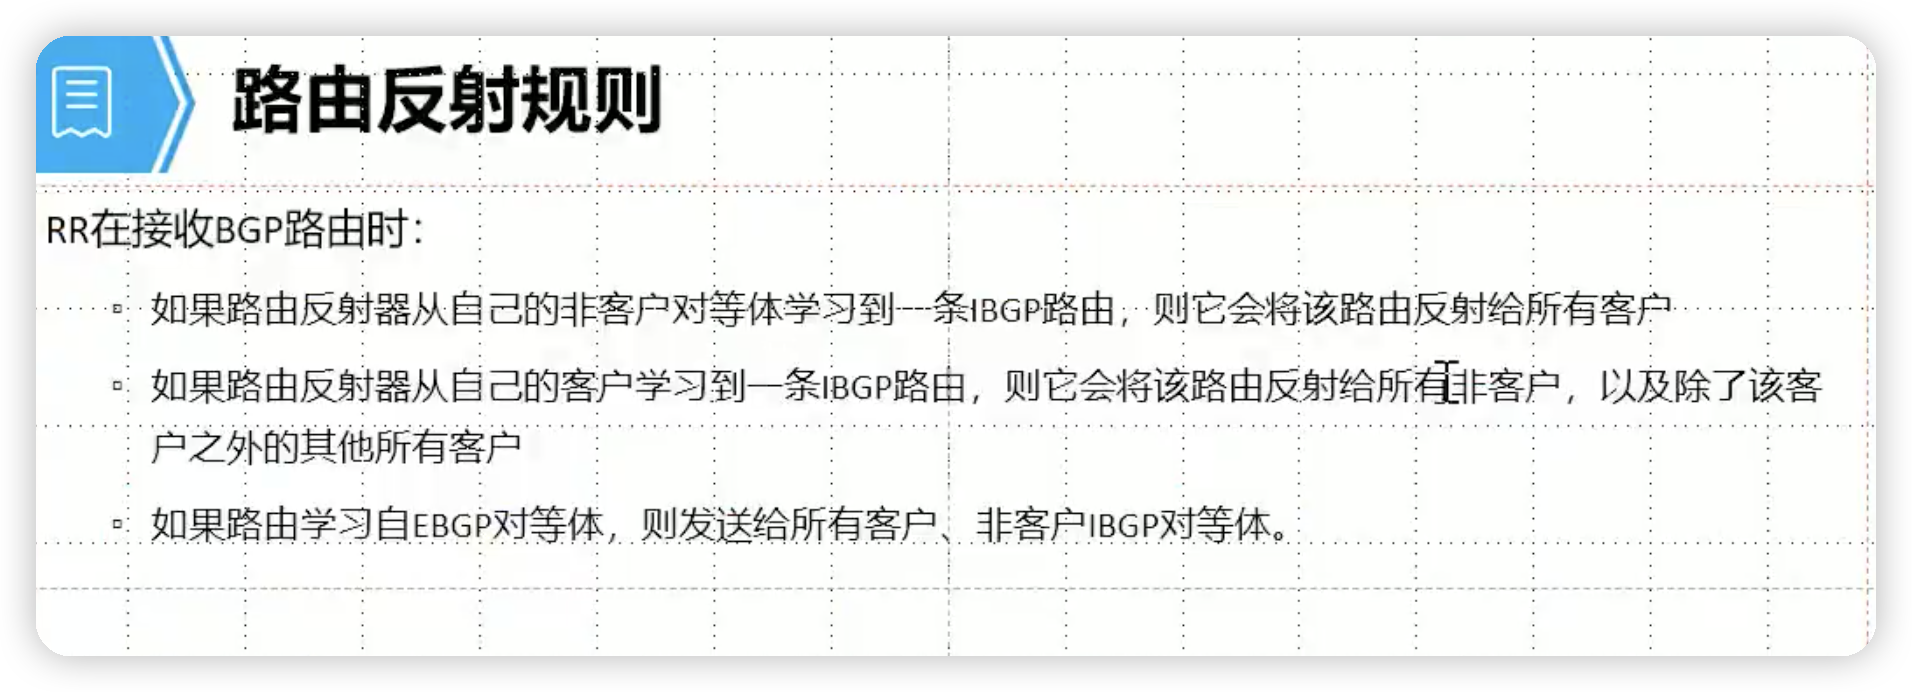 路由反射规则
RR在接收BGP路由时：
▫ 如果路由反射器从自己的非客户对等体学习到一条IBGP路由，则它会将该路由反射给所有客户
▫ 如果路由反射器从自己的客户学习到一条IBGP路由，则它会将该路由反射给所有非客户，以及除了该客
户之外的其他所有客户
▫ 如果路由学习自EBGP对等体，则发送给所有客户、非客户IBGP对等体。